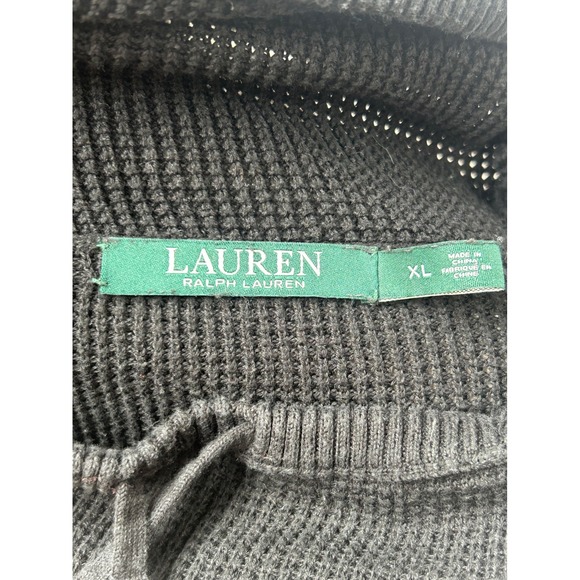 LAUREN
RALPH LAUREN
XL
MADE IN
CHINA
FABRIQUÉ EN
CHINE